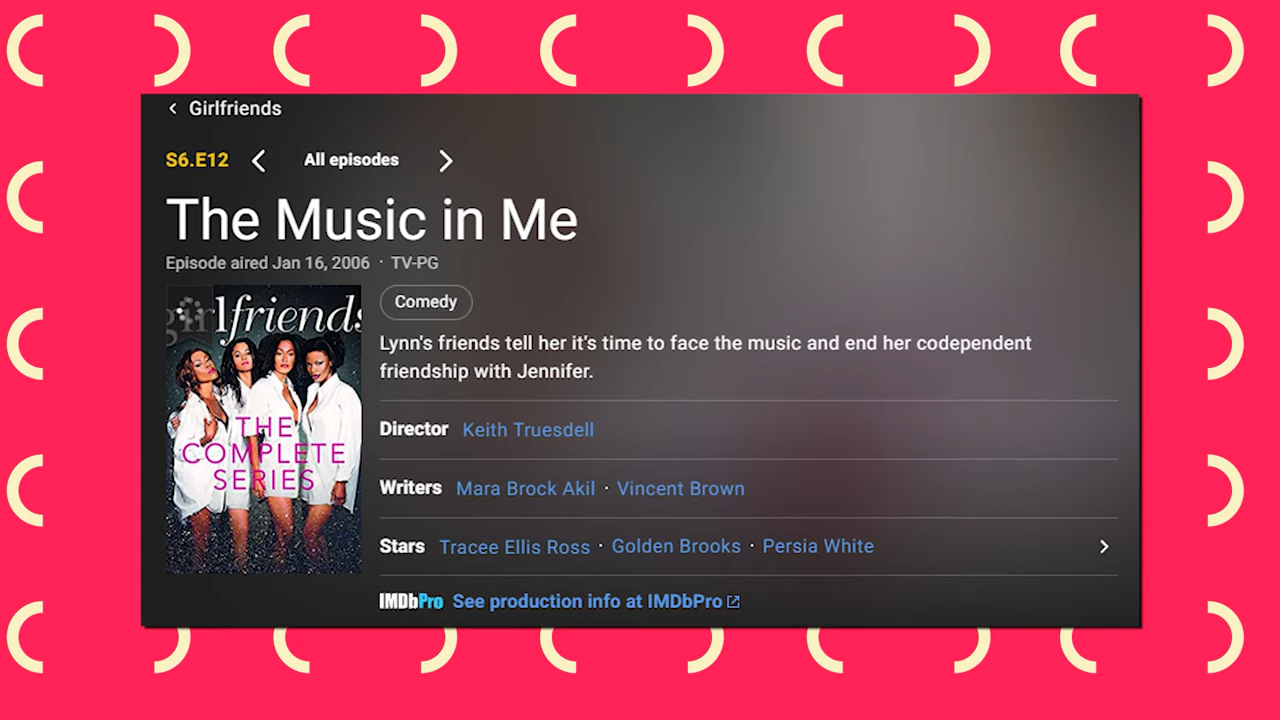 Girlfriends
S6.E12 All episodes
The Music in Me
Episode aired Jan 16, 2006 · TV-PG
girlfriends
THE
COMPLETE
SERIES
Comedy
Lynn's friends tell her it's time to face the music and end her codependent
friendship with Jennifer.
Director Keith Truesdell
Writers Mara Brock Akil · Vincent Brown
Stars Tracee Ellis Ross · Golden Brooks · Persia White
IMDbPro See production info at IMDbPro